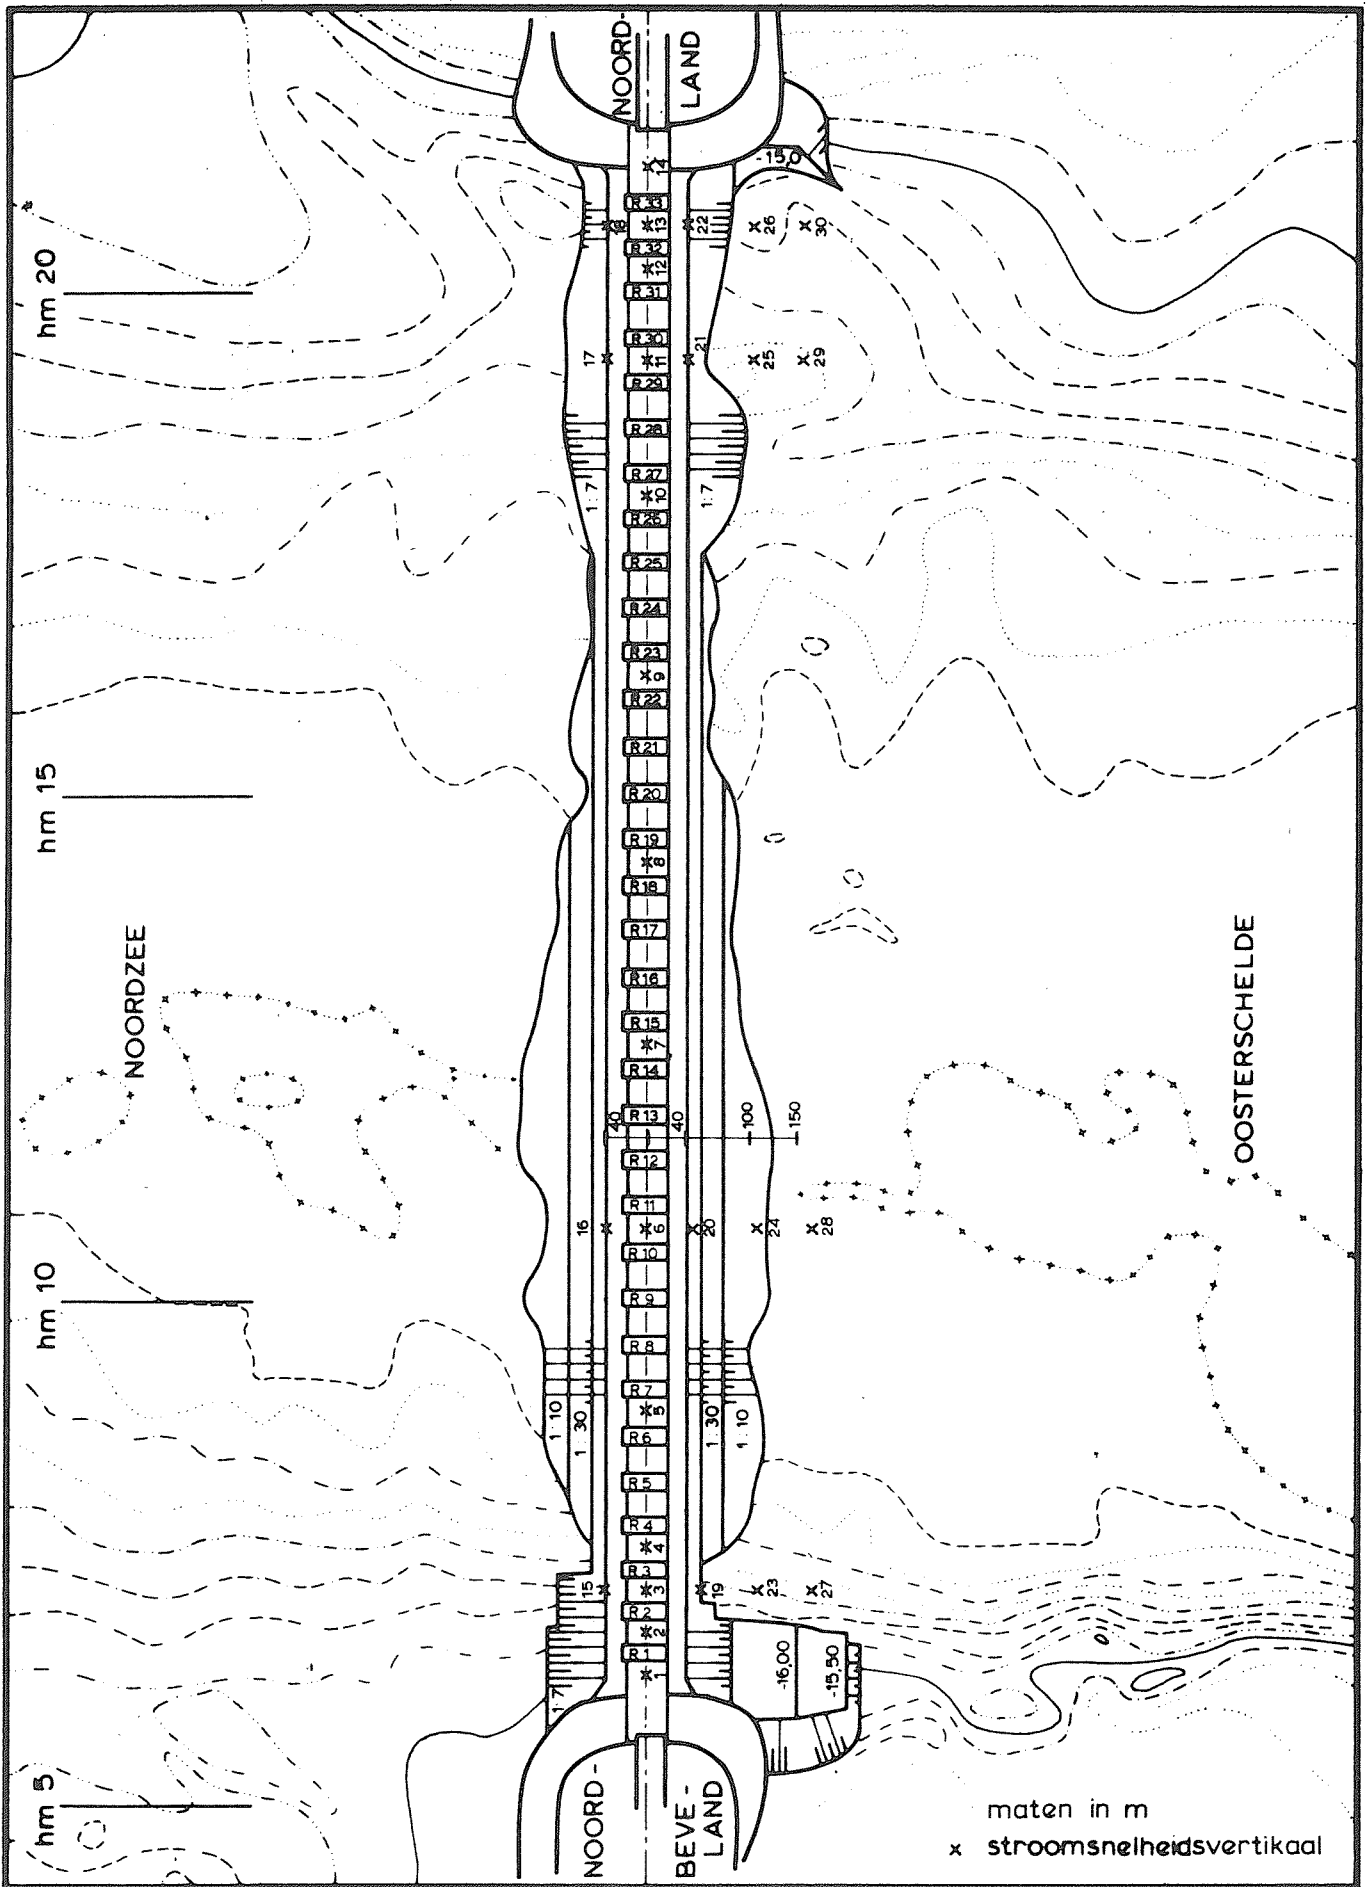 NOORD-
LAND
-15,0
14
R 33
18
13
22
26
30
R 32
12
hm 20
R 31
R 30
17
11
21
25
29
R 29
R 28
R 27
1:7
10
1:7
R 26
R 25
R 24
R 23
9
R 22
R 21
hm 15
R 20
R 19
8
R 18
R 17
NOORDZEE
OOSTERSCHELDE
R 16
R 15
7
R 14
R 13
40
40
100
150
R 12
R 11
16
6
20
24
28
R 10
hm 10
R 9
R 8
R 7
1:10
1:30
5
1:30
1:10
R 6
R 5
R 4
4
R 3
15
3
19
23
27
R 2
2
R 1
1
1:7
-16,00
-15,50
hm 5
NOORD-
BEVE-
LAND
maten in m
x stroomsnelheidsvertikaal